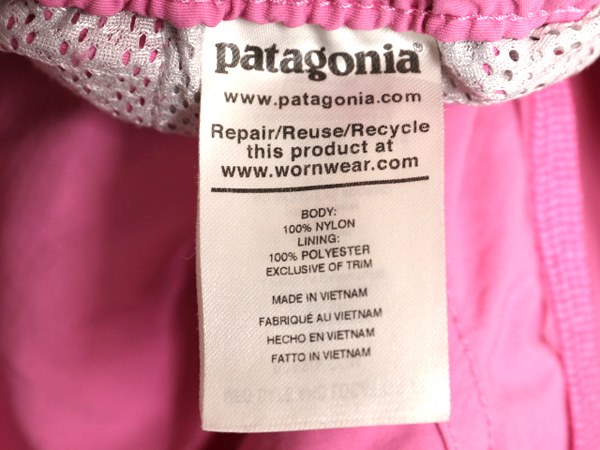 patagonia®
www.patagonia.com
Repair/Reuse/Recycle
this product at
www.wornwear.com
BODY:
100% NYLON
LINING:
100% POLYESTER
EXCLUSIVE OF TRIM
MADE IN VIETNAM
FABRIQUÉ AU VIETNAM
HECHO EN VIETNAM
FATTO IN VIETNAM